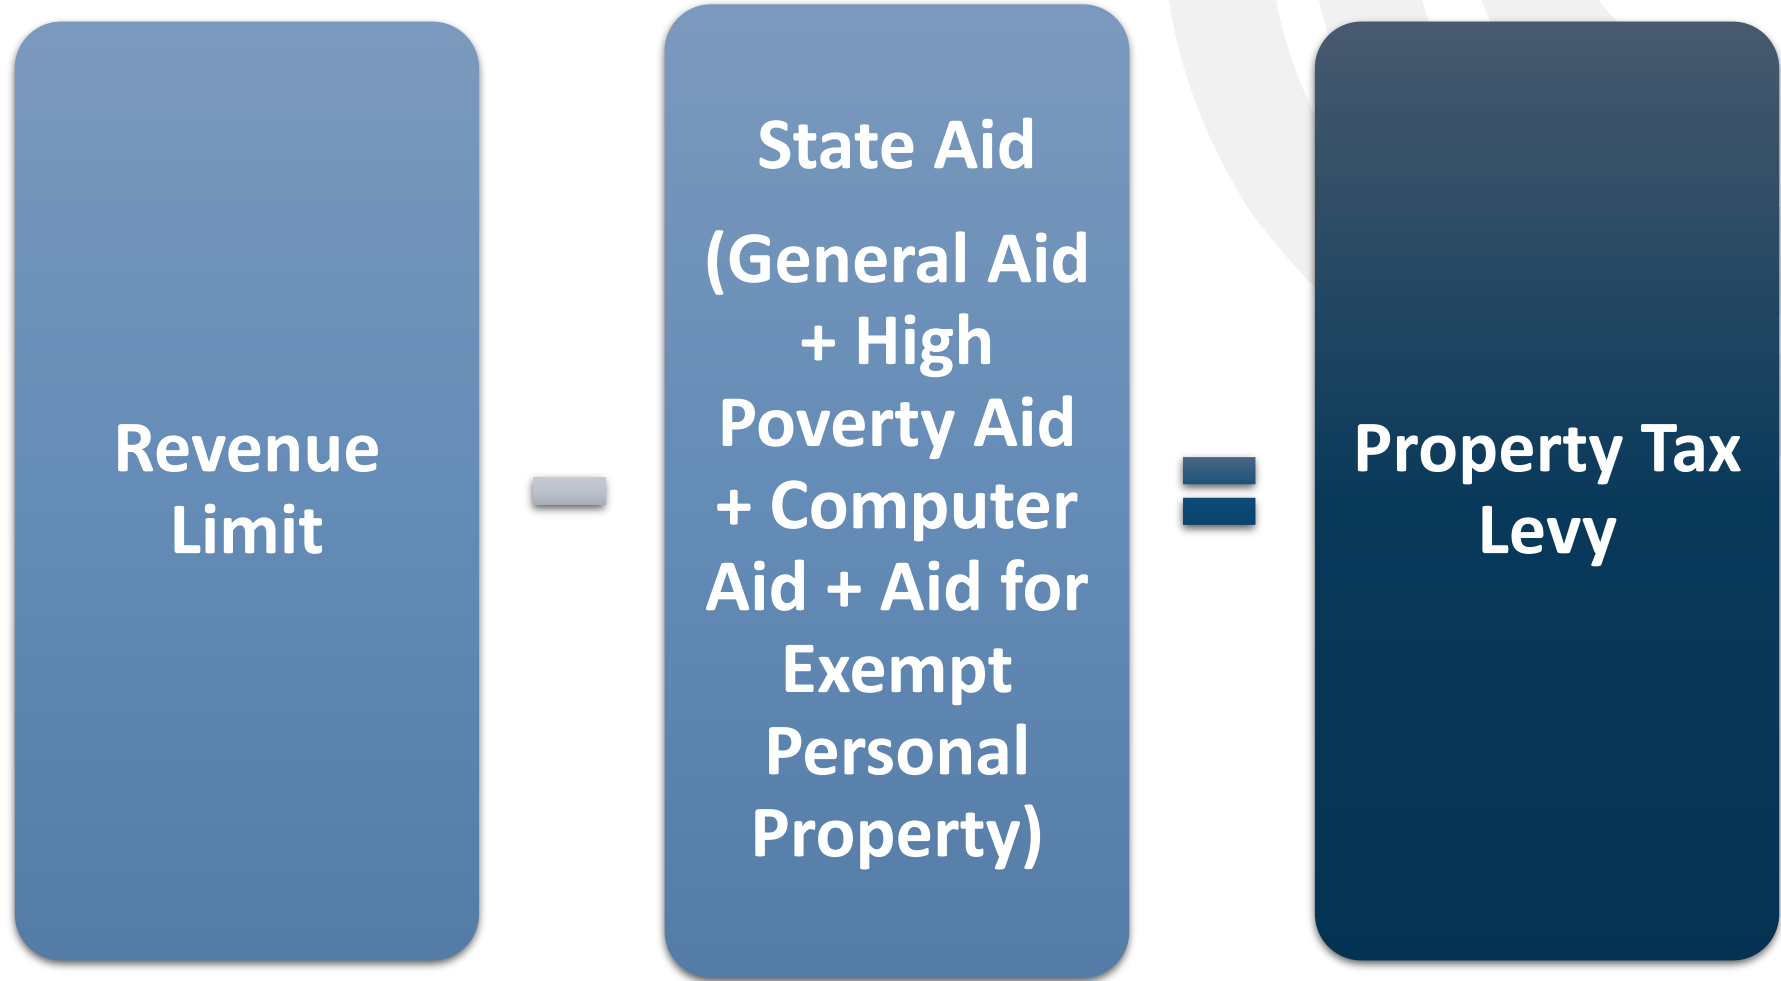 Revenue
Limit
State Aid
(General Aid
+ High
Poverty Aid
+ Computer
Aid + Aid for
Exempt
Personal
Property)
Property Tax
Levy